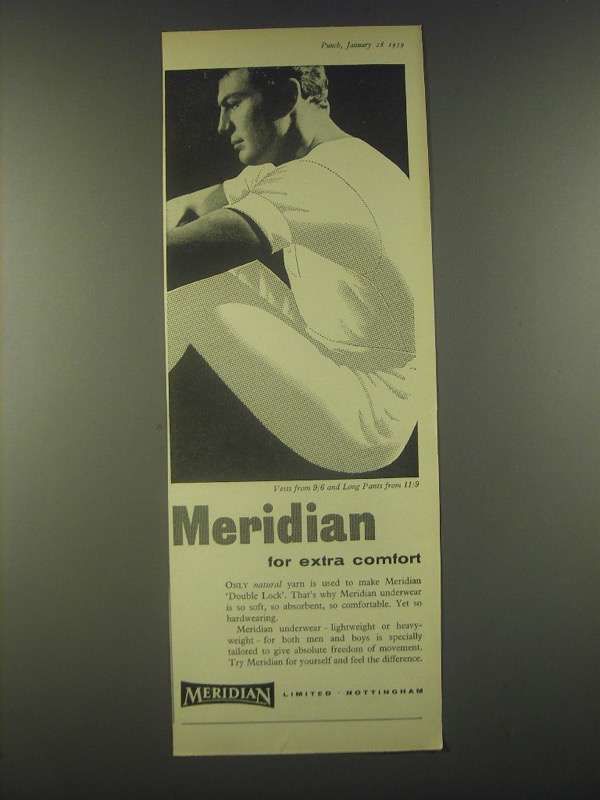 Punch, January 28 1959
Vests from 9/6 and Long Pants from 11/9
Meridian
for extra comfort
ONLY natural yarn is used to make Meridian
'Double Lock'. That's why Meridian underwear
is so soft, so absorbent, so comfortable. Yet so
hardwearing.
Meridian underwear - lightweight or heavy-
weight - for both men and boys is specially
tailored to give absolute freedom of movement.
Try Meridian for yourself and feel the difference.
MERIDIAN LIMITED · NOTTINGHAM